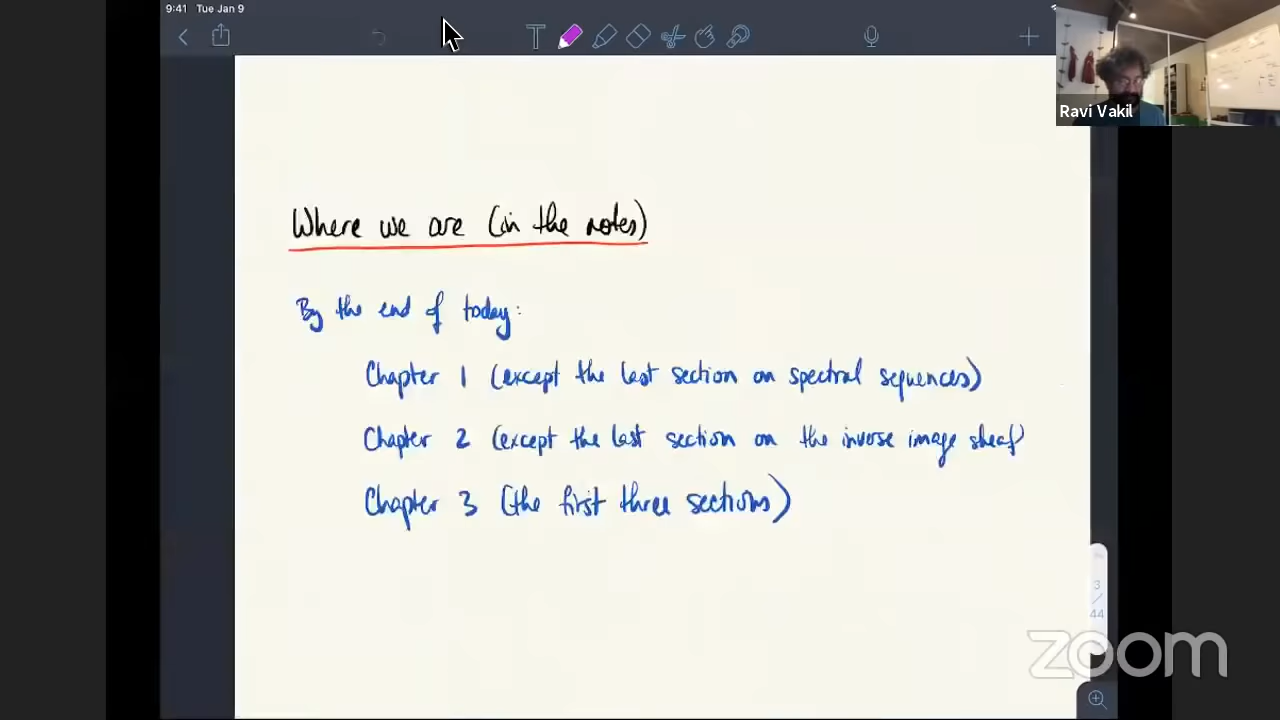 9:41 Tue Jan 9
T
Ravi Vakil
Where we are (in the notes)
By the end of today:
Chapter 1 (except the last section on spectral sequences)
Chapter 2 (except the last section on the inverse image sheaf)
Chapter 3 (the first three sections)
3
/
44
zoom